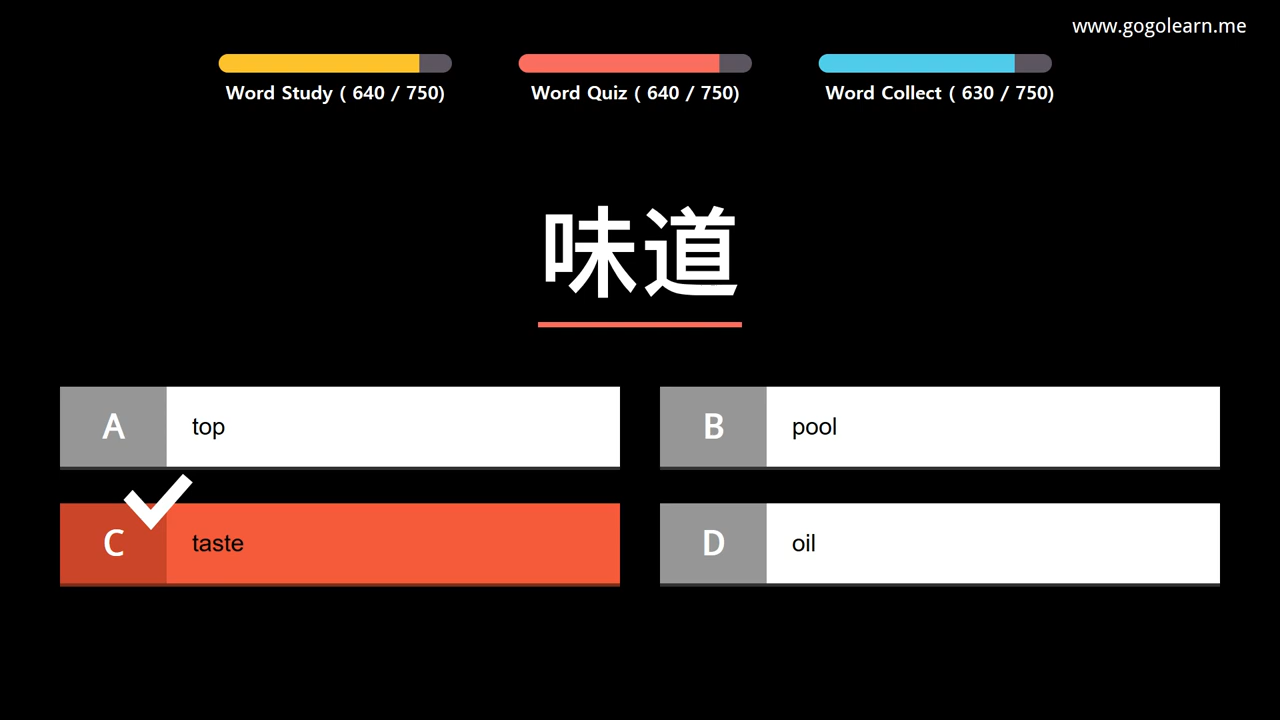 www.gogolearn.me
Word Study ( 640 / 750)
Word Quiz ( 640 / 750)
Word Collect ( 630 / 750)
味道
A top
B pool
C taste
D oil